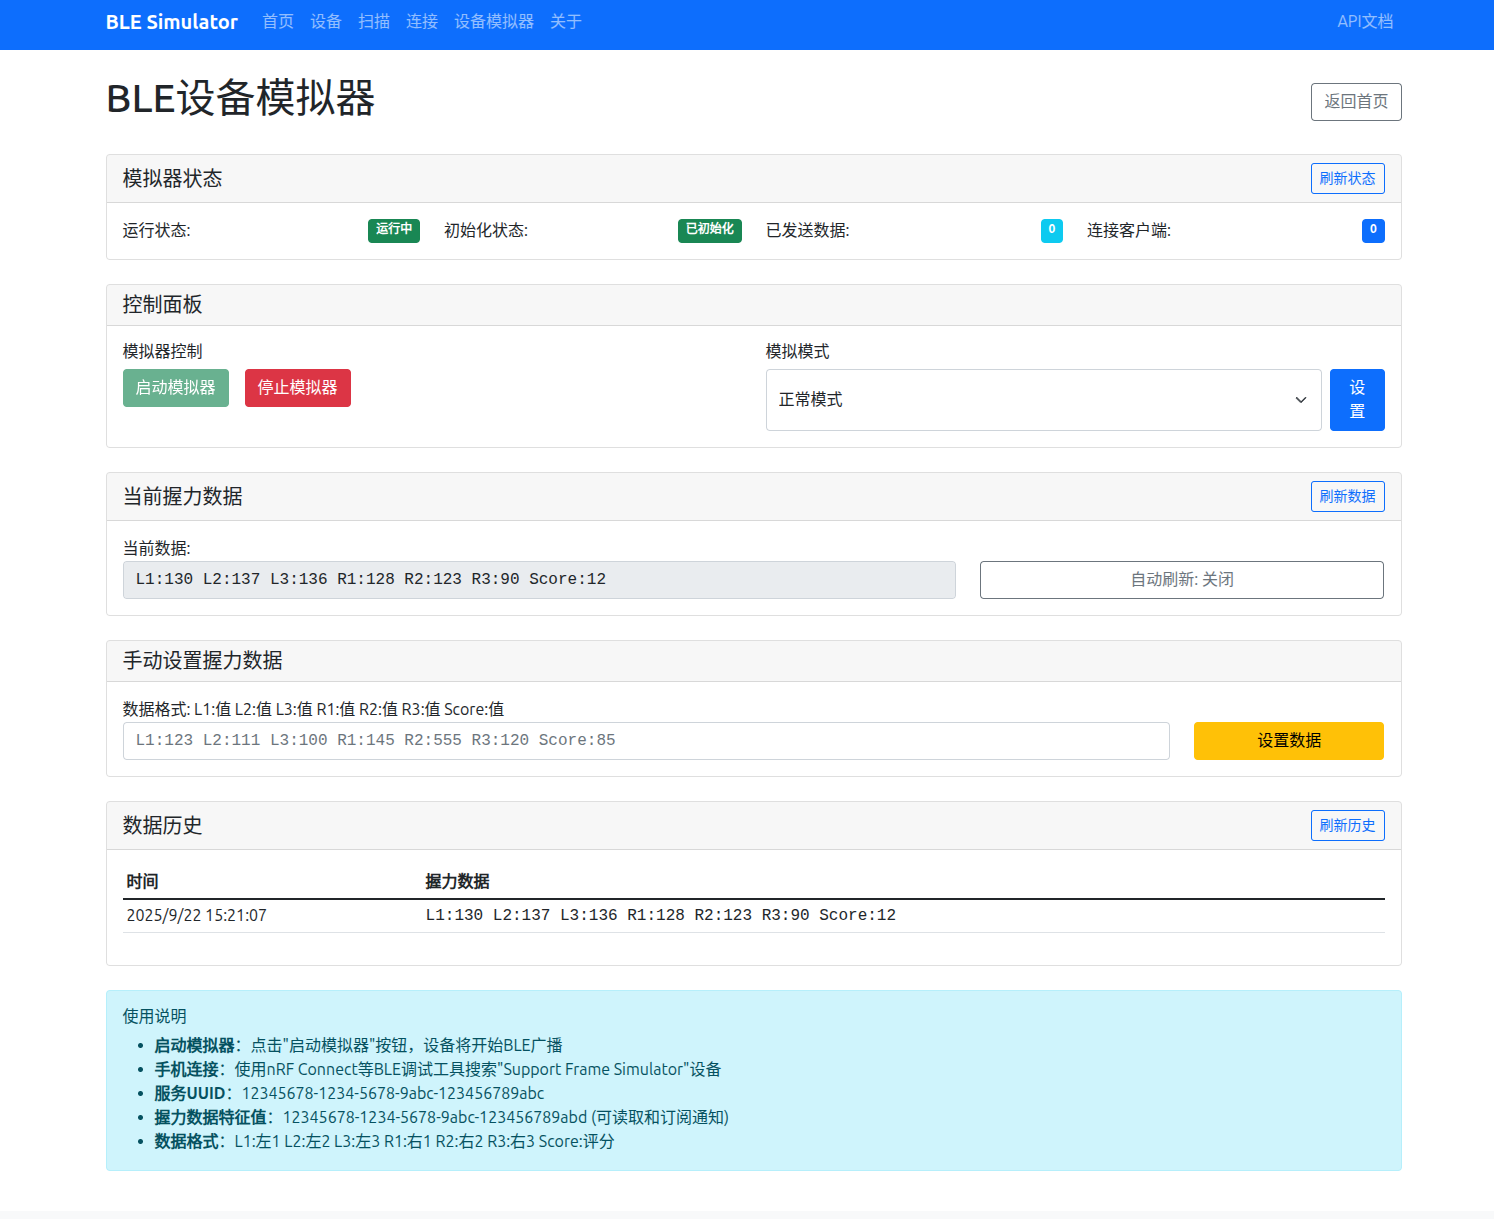 BLE Simulator 首页 设备 扫描 连接 设备模拟器 关于 API文档
BLE设备模拟器
返回首页
模拟器状态
刷新状态
运行状态: 运行中 初始化状态: 已初始化 已发送数据: 0 连接客户端: 0
控制面板
模拟器控制
启动模拟器 停止模拟器
模拟模式
正常模式
设
置
当前握力数据
刷新数据
当前数据:
L1:130 L2:137 L3:136 R1:128 R2:123 R3:90 Score:12
自动刷新: 关闭
手动设置握力数据
数据格式: L1:值 L2:值 L3:值 R1:值 R2:值 R3:值 Score:值
L1:123 L2:111 L3:100 R1:145 R2:555 R3:120 Score:85
设置数据
数据历史
刷新历史
时间 握力数据
2025/9/22 15:21:07 L1:130 L2:137 L3:136 R1:128 R2:123 R3:90 Score:12
使用说明
• 启动模拟器：点击"启动模拟器"按钮，设备将开始BLE广播
• 手机连接：使用nRF Connect等BLE调试工具搜索"Support Frame Simulator"设备
• 服务UUID：12345678-1234-5678-9abc-123456789abc
• 握力数据特征值：12345678-1234-5678-9abc-123456789abd (可读取和订阅通知)
• 数据格式：L1:左1 L2:左2 L3:左3 R1:右1 R2:右2 R3:右3 Score:评分